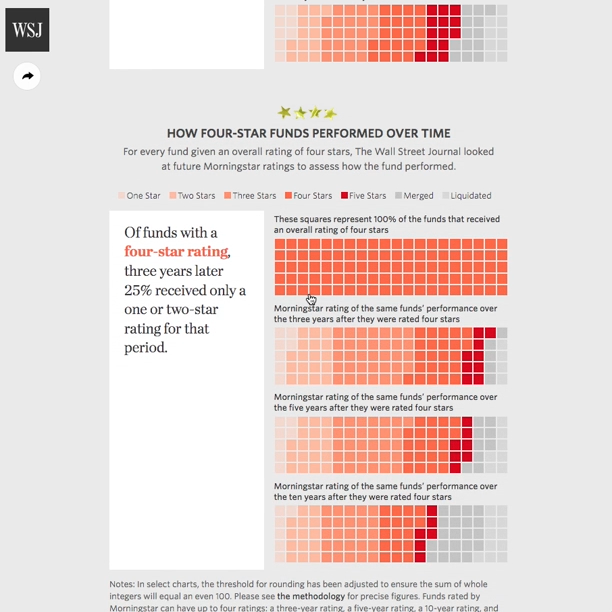 WSJ
HOW FOUR-STAR FUNDS PERFORMED OVER TIME
For every fund given an overall rating of four stars, The Wall Street Journal looked
at future Morningstar ratings to assess how the fund performed.
One Star Two Stars Three Stars Four Stars Five Stars Merged Liquidated
Of funds with a
four-star rating,
three years later
25% received only a
one or two-star
rating for that
period.
These squares represent 100% of the funds that received
an overall rating of four stars
Morningstar rating of the same funds' performance over
the three years after they were rated four stars
Morningstar rating of the same funds' performance over
the five years after they were rated four stars
Morningstar rating of the same funds' performance over
the ten years after they were rated four stars
Notes: In select charts, the threshold for rounding has been adjusted to ensure the sum of whole
integers will equal an even 100. Please see the methodology for precise figures. Funds rated by
Morningstar can have up to four ratings: a three-year rating, a five-year rating, a 10-year rating, and